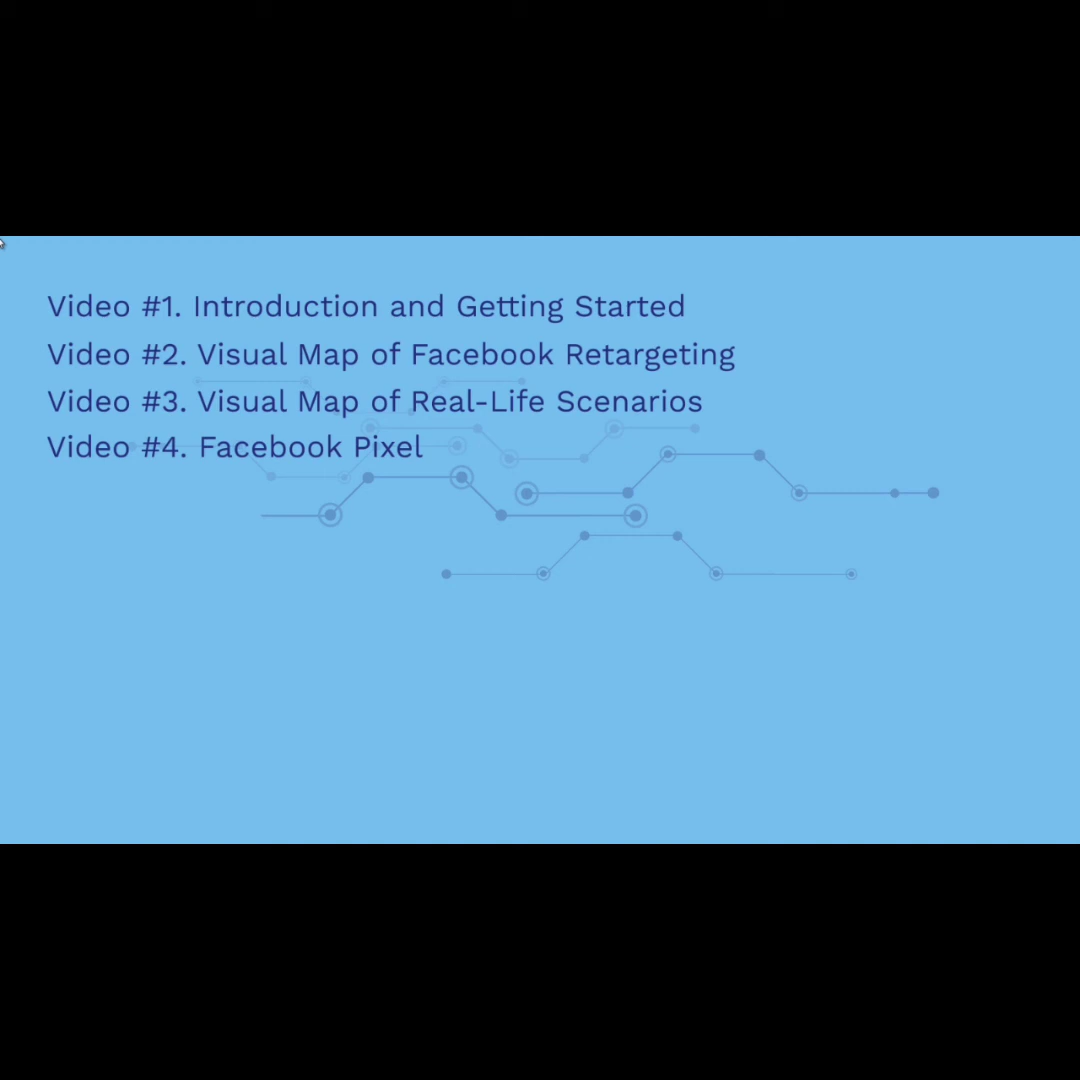 Video #1. Introduction and Getting Started
Video #2. Visual Map of Facebook Retargeting
Video #3. Visual Map of Real-Life Scenarios
Video #4. Facebook Pixel